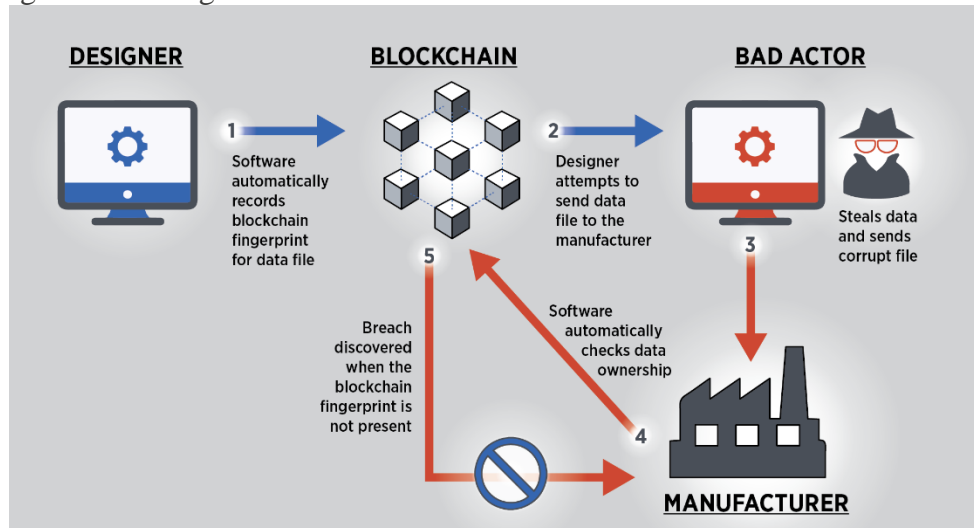 DESIGNER
BLOCKCHAIN
BAD ACTOR
1
Software
automatically
records
blockchain
fingerprint
for data file
2
Designer
attempts to
send data
file to the
manufacturer
Steals data
and sends
corrupt file
3
5
Breach
discovered
when the
blockchain
fingerprint is
not present
Software
automatically
checks data
ownership
4
MANUFACTURER